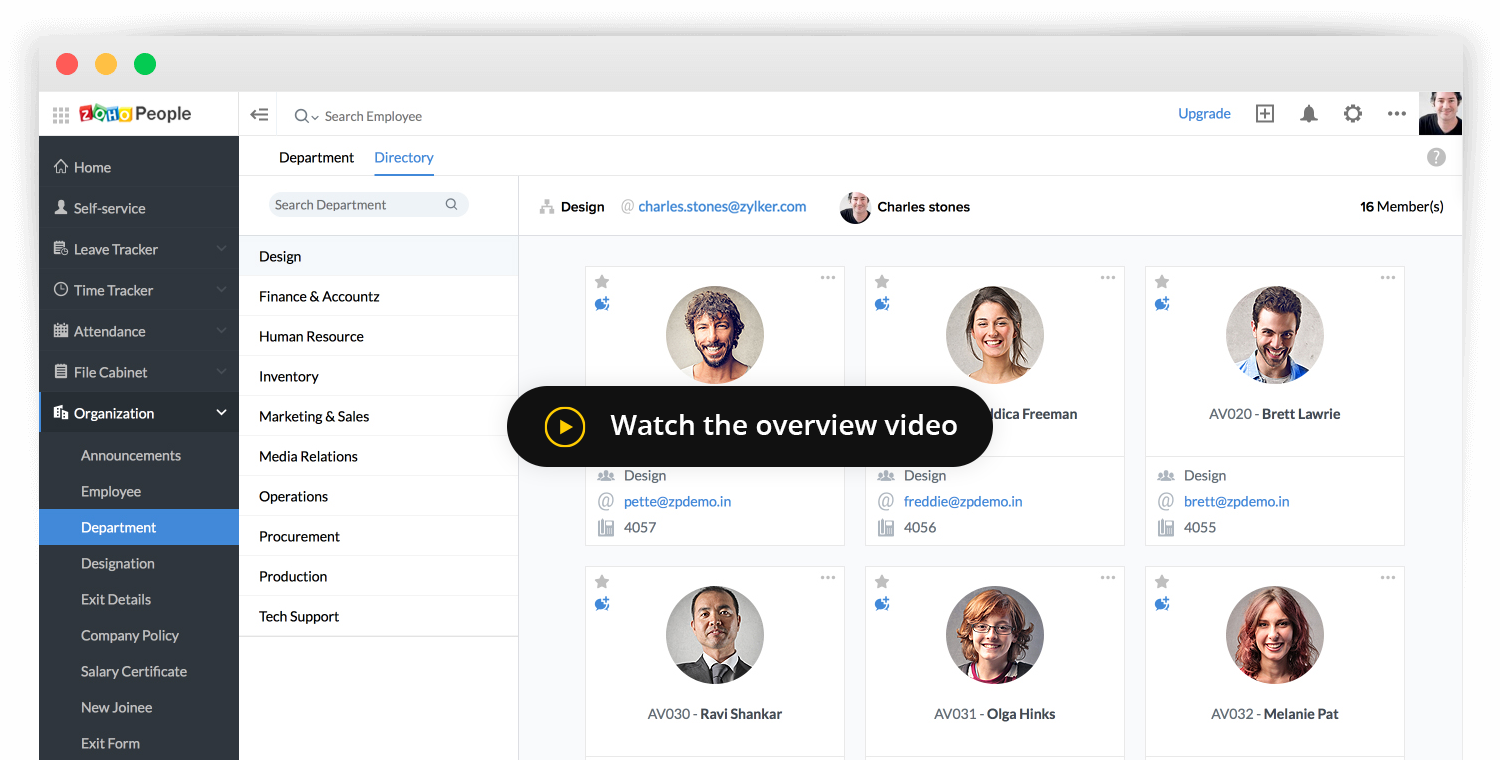 ZOHO People
Search Employee
Upgrade
Home
Self-service
Leave Tracker
Time Tracker
Attendance
File Cabinet
Organization
Announcements
Employee
Department
Designation
Exit Details
Company Policy
Salary Certificate
New Joinee
Exit Form
Department Directory
?
Search Department
Design
Finance & Accountz
Human Resource
Inventory
Marketing & Sales
Media Relations
Operations
Procurement
Production
Tech Support
Design @ charles.stones@zylker.com Charles stones 16 Member(s)
Freeman
AV020 - Brett Lawrie
Watch the overview video
Design
@ pette@zpdemo.in
4057
Design
@ freddie@zpdemo.in
4056
Design
@ brett@zpdemo.in
4055
AV030 - Ravi Shankar
AV031 - Olga Hinks
AV032 - Melanie Pat